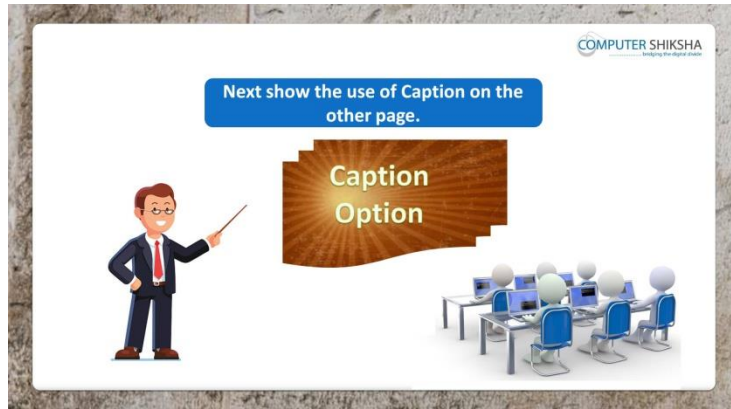 COMPUTER SHIKSHA
bridging the digital divide
Next show the use of Caption on the
other page.
Caption
Option